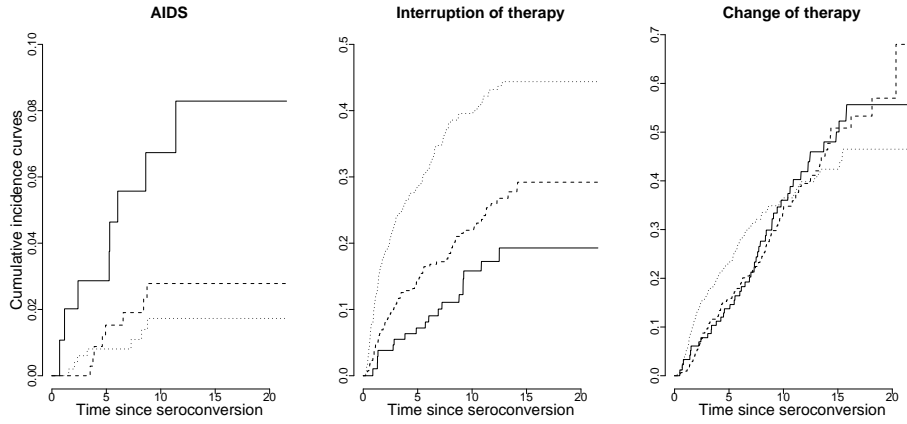 AIDS
Interruption of therapy
Change of therapy
Cumulative incidence curves
0.10
0.08
0.06
0.04
0.02
0.00
0 5 10 15 20
Time since seroconversion
0.5
0.4
0.3
0.2
0.1
0.0
0 5 10 15 20
Time since seroconversion
0.7
0.6
0.5
0.4
0.3
0.2
0.1
0.0
0 5 10 15 20
Time since seroconversion